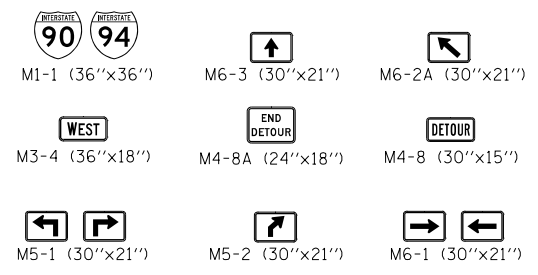 INTERSTATE INTERSTATE
90 94
M1-1 (36''x36'') M6-3 (30''x21'') M6-2A (30''x21'')
WEST
END
DETOUR
DETOUR
M3-4 (36''x18'') M4-8A (24''x18'') M4-8 (30''x15'')
M5-1 (30''x21'') M5-2 (30''x21'') M6-1 (30''x21'')